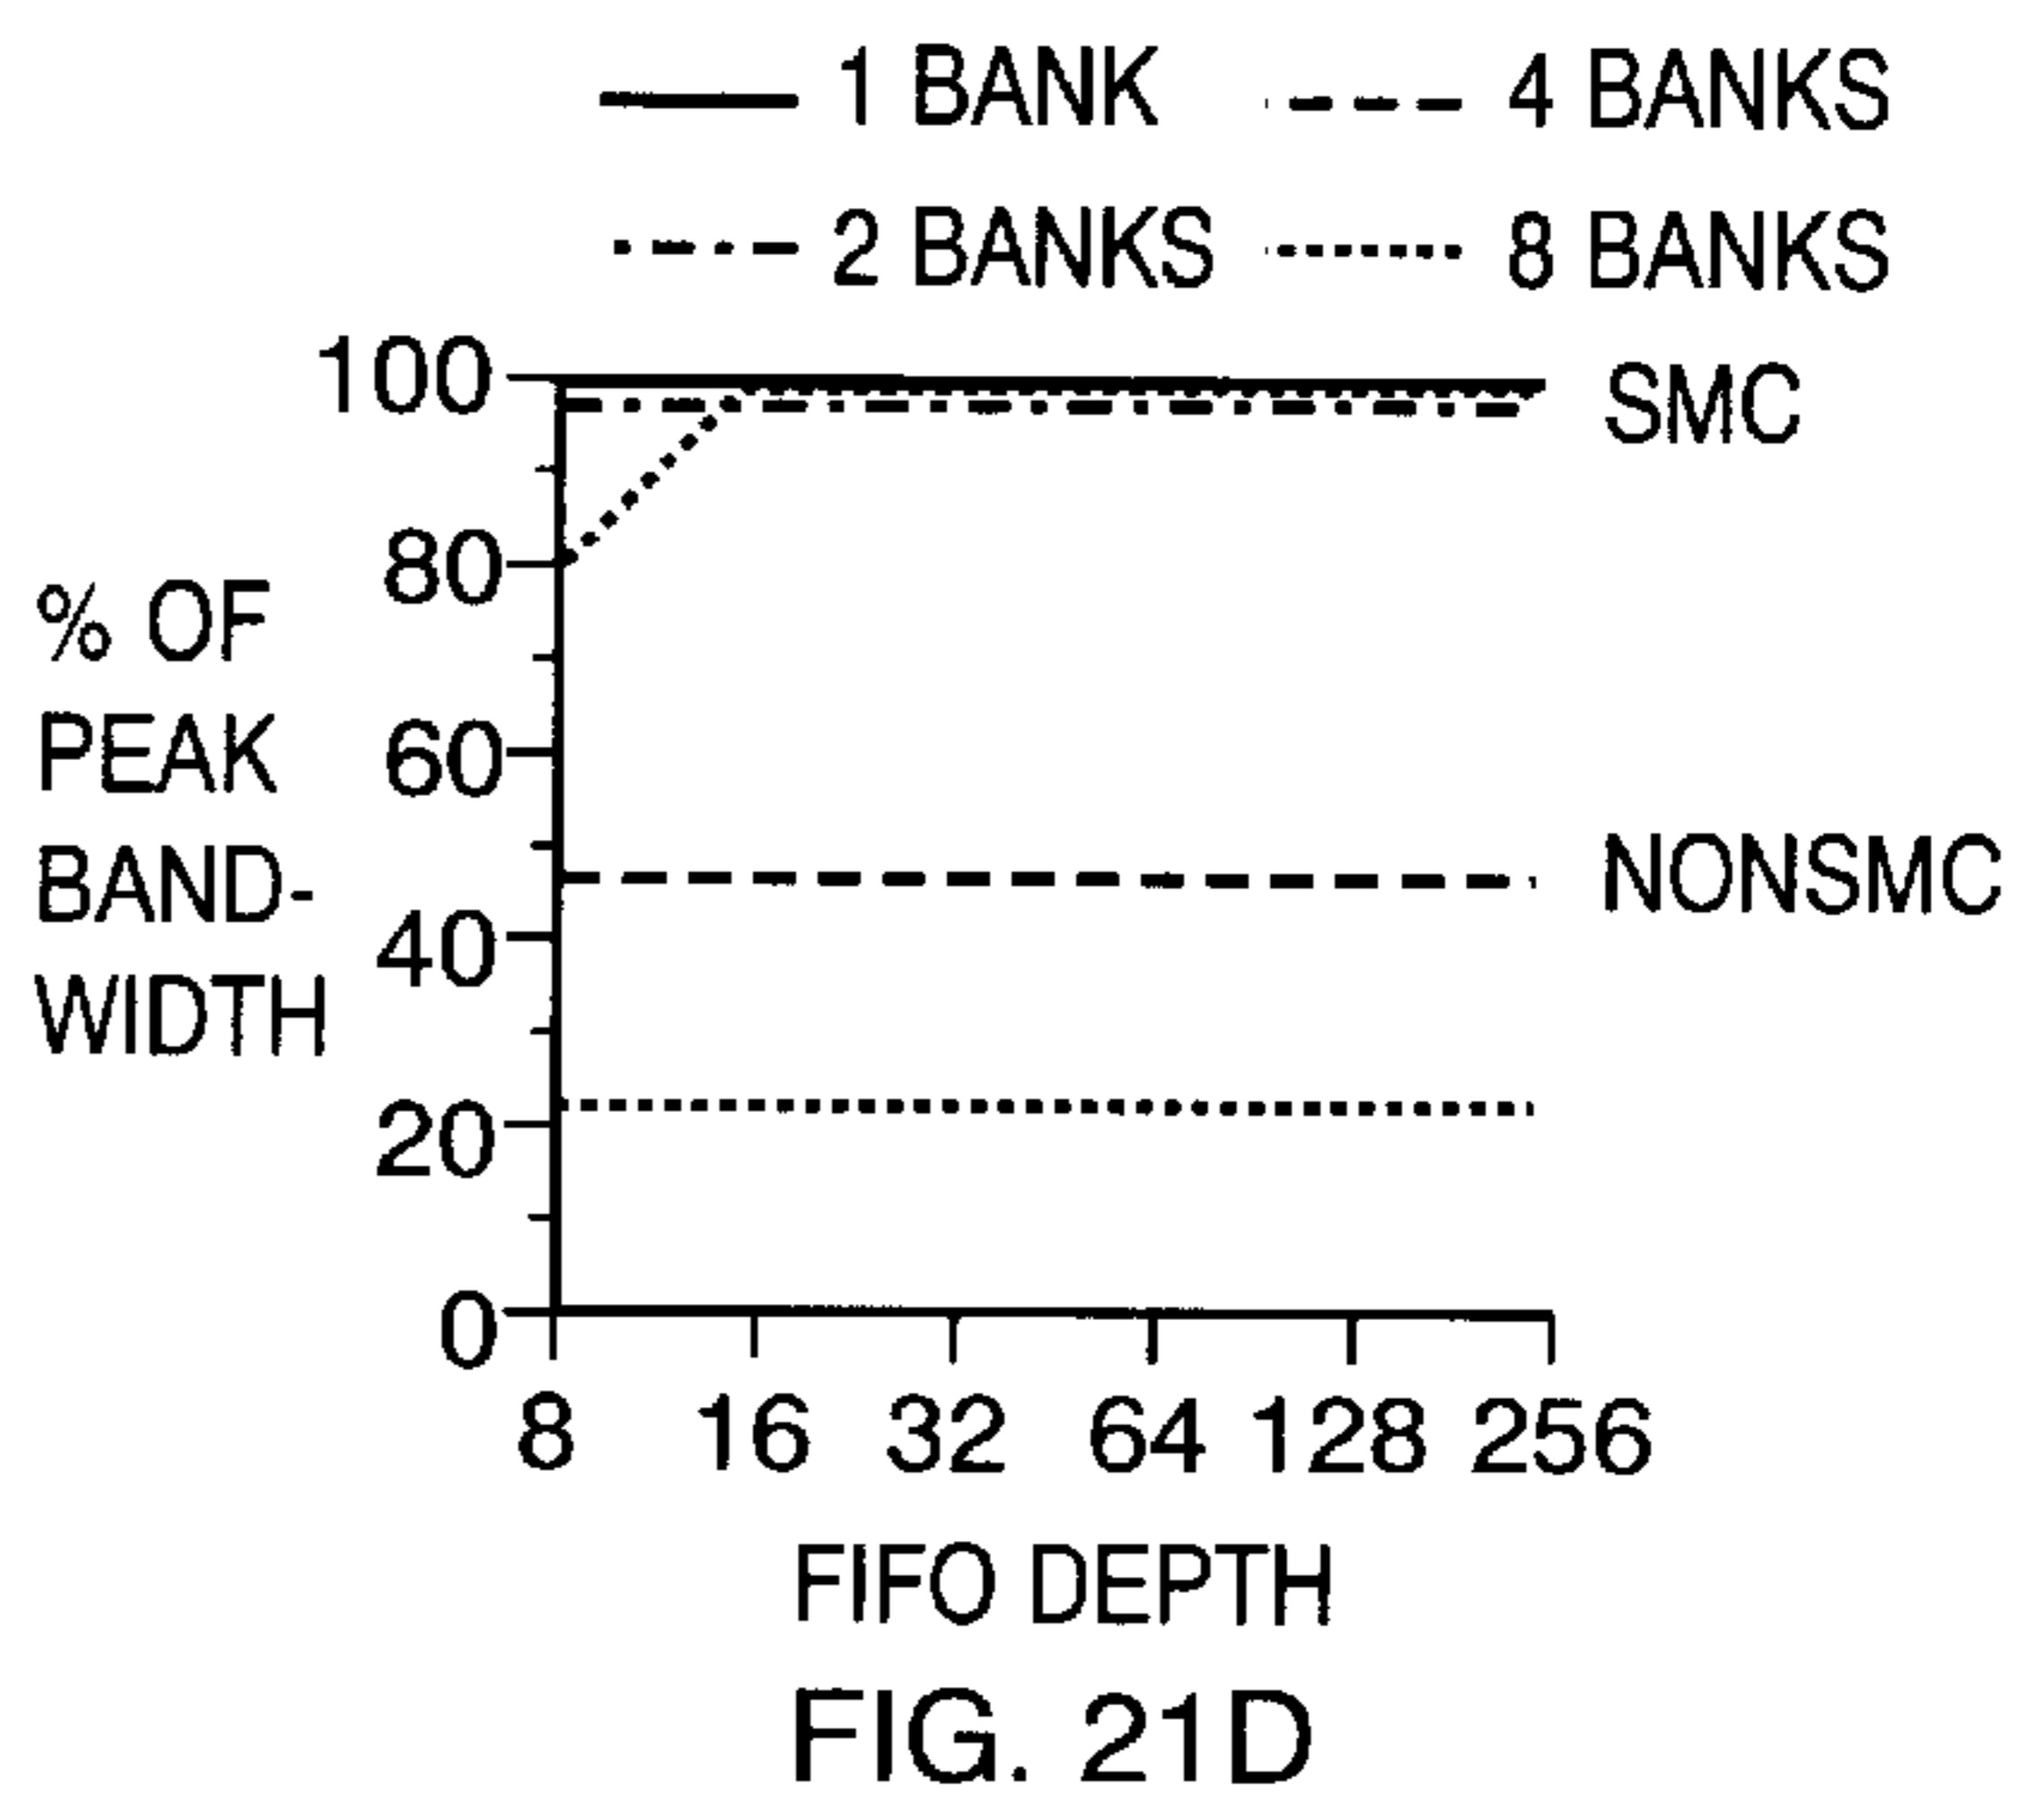 1 BANK
4 BANKS
2 BANKS
8 BANKS
100
80
60
40
20
0
% OF
PEAK
BAND-
WIDTH
SMC
NONSMC
8 16 32 64 128 256
FIFO DEPTH
FIG. 21D